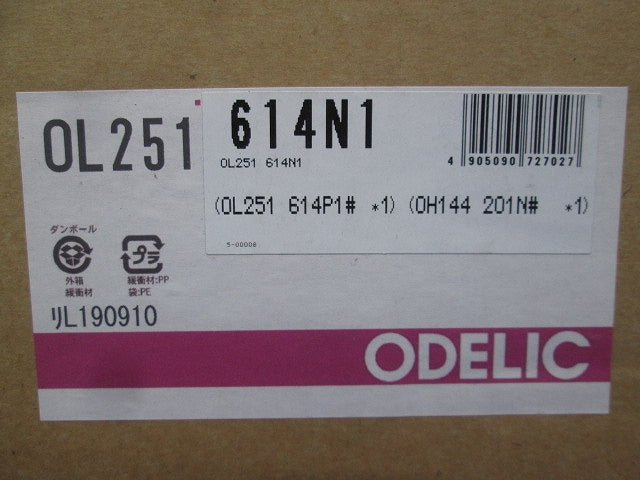 OL251
614N1
OL251 614N1
4 905090 727027
(OL251 614P1# *1) (OH144 201N# *1)
5-00008
ダンボール
プラ
外箱
緩衝材
緩衝材:PP
袋:PE
リL190910
ODELIC